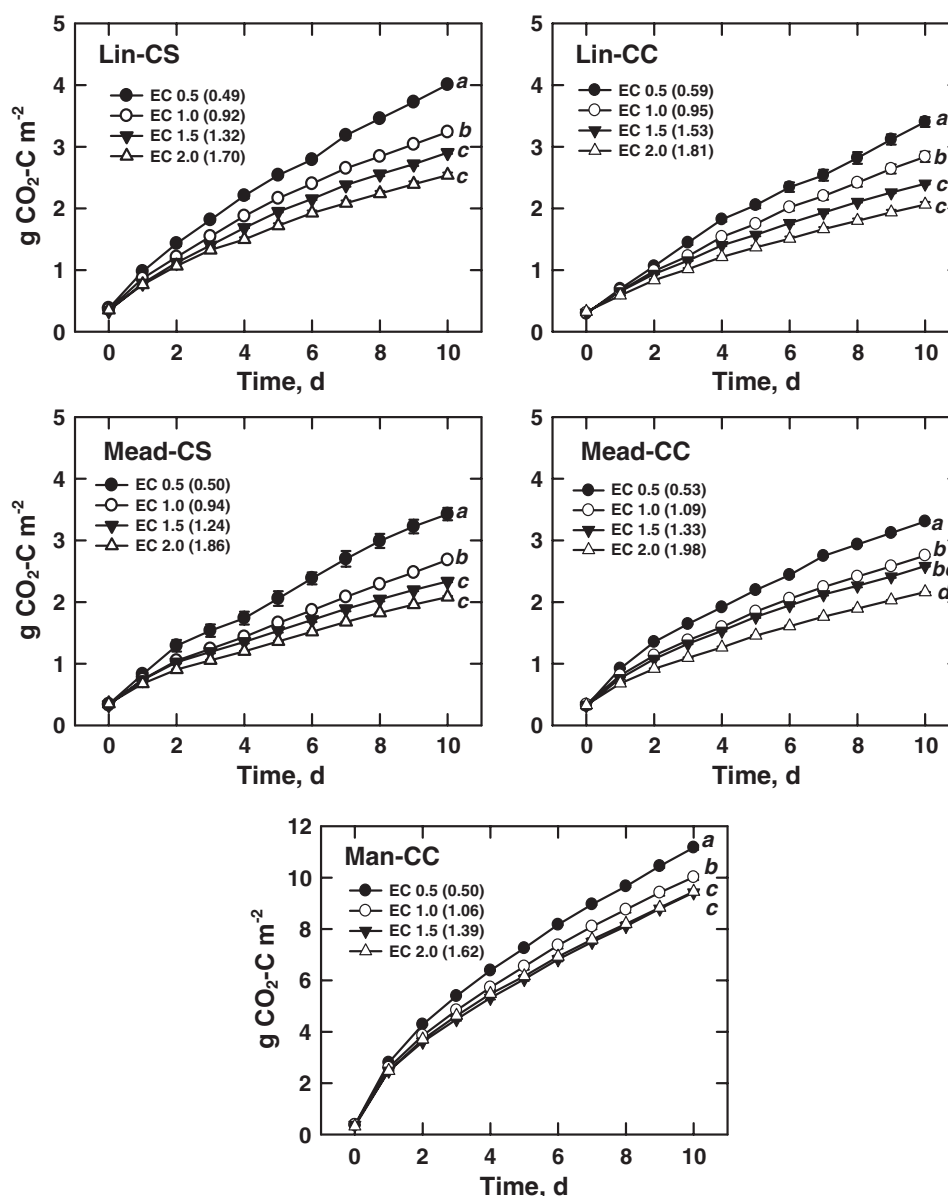 Lin-CS
EC 0.5 (0.49)
EC 1.0 (0.92)
EC 1.5 (1.32)
EC 2.0 (1.70)
a
b
c
c
5
4
3
2
1
0
g CO₂-C m⁻²
0 2 4 6 8 10
Time, d
Lin-CC
EC 0.5 (0.59)
EC 1.0 (0.95)
EC 1.5 (1.53)
EC 2.0 (1.81)
a
b
c
c
5
4
3
2
1
0
0 2 4 6 8 10
Time, d
Mead-CS
EC 0.5 (0.50)
EC 1.0 (0.94)
EC 1.5 (1.24)
EC 2.0 (1.86)
a
b
c
c
5
4
3
2
1
0
g CO₂-C m⁻²
0 2 4 6 8 10
Time, d
Mead-CC
EC 0.5 (0.53)
EC 1.0 (1.09)
EC 1.5 (1.33)
EC 2.0 (1.98)
a
b
bc
d
5
4
3
2
1
0
0 2 4 6 8 10
Time, d
Man-CC
EC 0.5 (0.50)
EC 1.0 (1.06)
EC 1.5 (1.39)
EC 2.0 (1.62)
a
b
c
c
12
10
8
6
4
2
0
g CO₂-C m⁻²
0 2 4 6 8 10
Time, d